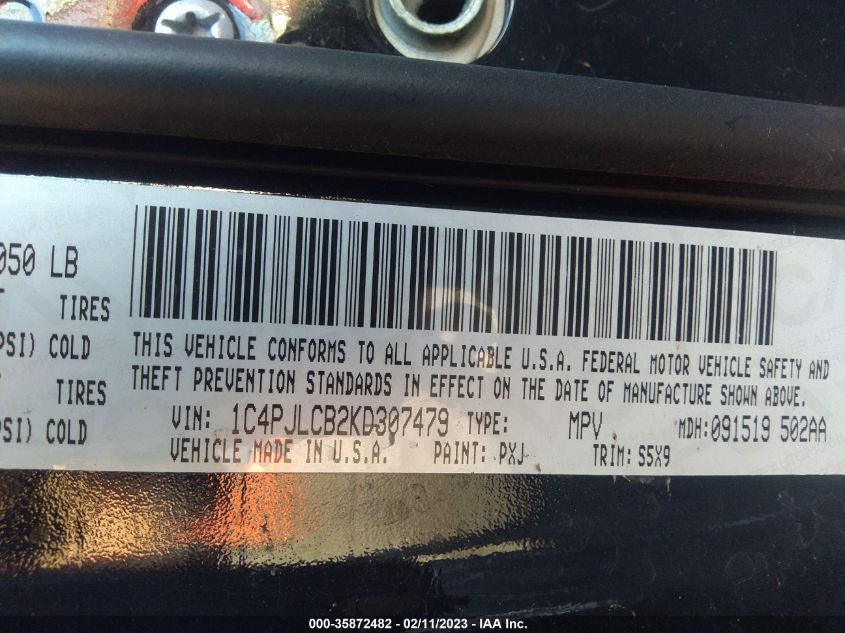 050 LB
TIRES
PSI) COLD
TIRES
PSI) COLD
THIS VEHICLE CONFORMS TO ALL APPLICABLE U.S.A. FEDERAL MOTOR VEHICLE SAFETY AND
THEFT PREVENTION STANDARDS IN EFFECT ON THE DATE OF MANUFACTURE SHOWN ABOVE.
VIN: 1C4PJLCB2KD307479 TYPE: MPV MDH:091519 502AA
VEHICLE MADE IN U.S.A. PAINT: PXJ TRIM: S5X9
000-35872482 - 02/11/2023 - IAA Inc.